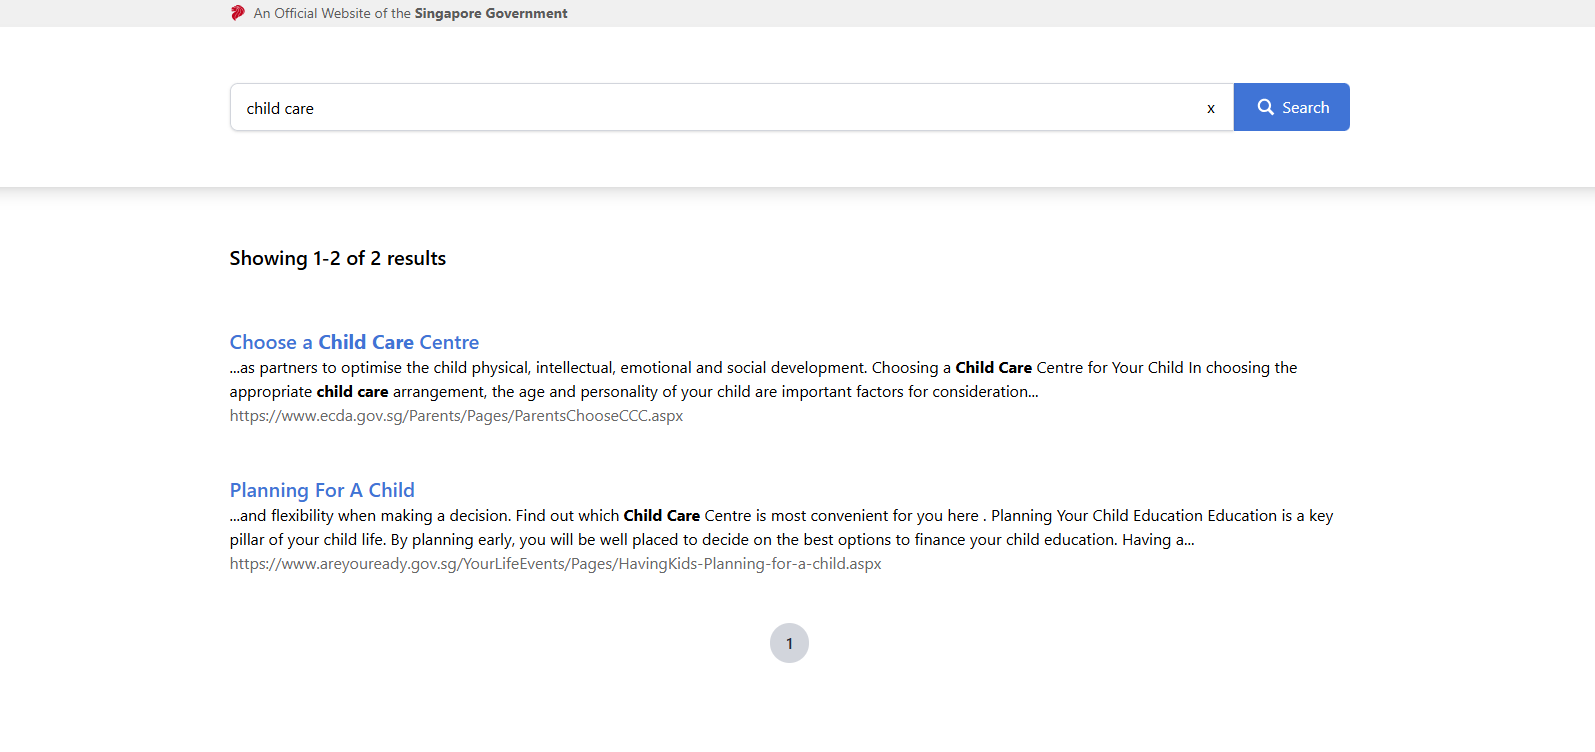 An Official Website of the Singapore Government
child care
x
Search
Showing 1-2 of 2 results
Choose a Child Care Centre
...as partners to optimise the child physical, intellectual, emotional and social development. Choosing a Child Care Centre for Your Child In choosing the
appropriate child care arrangement, the age and personality of your child are important factors for consideration...
https://www.ecda.gov.sg/Parents/Pages/ParentsChooseCCC.aspx
Planning For A Child
...and flexibility when making a decision. Find out which Child Care Centre is most convenient for you here . Planning Your Child Education Education is a key
pillar of your child life. By planning early, you will be well placed to decide on the best options to finance your child education. Having a...
https://www.areyouready.gov.sg/YourLifeEvents/Pages/HavingKids-Planning-for-a-child.aspx
1